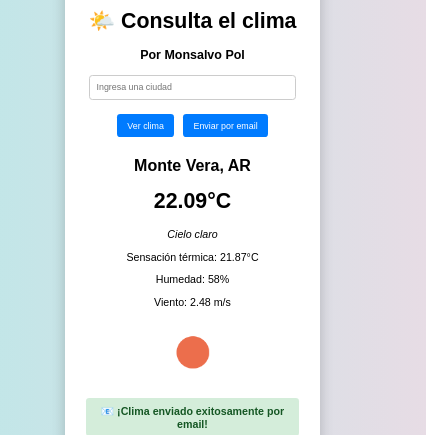 🌤️ Consulta el clima
Por Monsalvo Pol
Ingresa una ciudad
Ver clima
Enviar por email
Monte Vera, AR
22.09°C
Cielo claro
Sensación térmica: 21.87°C
Humedad: 58%
Viento: 2.48 m/s
📧 ¡Clima enviado exitosamente por
email!